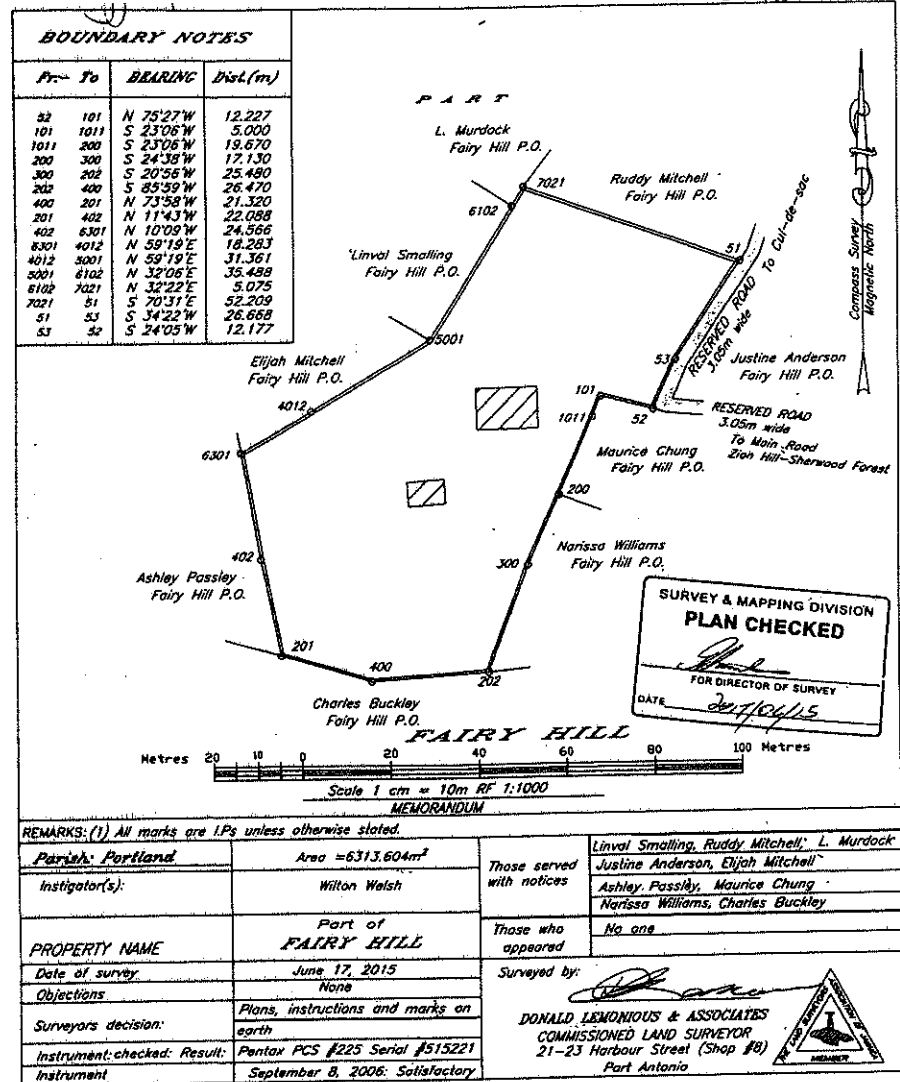 BOUNDARY NOTES
Fr.- To BEARING Dist.(m)
52 101 N 75°27'W 12.227
101 1011 S 23°06'W 5.000
1011 200 S 23°06'W 19.670
200 300 S 24°38'W 17.130
300 202 S 20°56'W 25.480
202 400 S 85°59'W 26.470
400 201 N 73°58'W 21.320
201 402 N 11°43'W 22.088
402 6301 N 10°09'W 24.566
6301 4012 N 59°19'E 18.283
4012 5001 N 59°19'E 31.361
5001 6102 N 32°06'E 35.488
6102 7021 N 32°22'E 5.075
7021 51 S 70°31'E 52.209
51 53 S 34°22'W 26.668
53 52 S 24°05'W 12.177
PART
L. Murdock
Fairy Hill P.O.
7021
Ruddy Mitchell
Fairy Hill P.O.
6102
51
Linval Smalling
Fairy Hill P.O.
RESERVED ROAD To Cul-de-sac
3.05m wide
Compass Survey
Magnetic North
5001
53
Justine Anderson
Fairy Hill P.O.
Elijah Mitchell
Fairy Hill P.O.
4012
101
1011
52
RESERVED ROAD
3.05m wide
To Main Road
Zion Hill-Sherwood Forest
6301
Maurice Chung
Fairy Hill P.O.
200
402
300
Narissa Williams
Fairy Hill P.O.
Ashley Passley
Fairy Hill P.O.
201
400
202
Charles Buckley
Fairy Hill P.O.
SURVEY & MAPPING DIVISION
PLAN CHECKED
FOR DIRECTOR OF SURVEY
DATE 2017/06/15
FAIRY HILL
Metres 20 10 0 20 40 60 80 100 Metres
Scale 1 cm = 10m RF 1:1000
MEMORANDUM
REMARKS: (1) All marks are I.Ps unless otherwise stated.
Parish: Portland
Area =6313.604m²
Instigator(s):
Wilton Welsh
PROPERTY NAME
Part of
FAIRY HILL
Date of survey
June 17, 2015
Objections
None
Surveyors decision:
Plans, instructions and marks on
earth
Instrument: checked: Result:
Pentax PCS #225 Serial #515221
Instrument
September 8, 2006: Satisfactory
Those served
with notices
Linval Smalling, Ruddy Mitchell, L. Murdock
Justine Anderson, Elijah Mitchell
Ashley Passley, Maurice Chung
Narissa Williams, Charles Buckley
Those who
appeared
No one
Surveyed by:
DONALD LEMONIOUS & ASSOCIATES
COMMISSIONED LAND SURVEYOR
21-23 Harbour Street (Shop #8)
Port Antonio
THE LAND SURVEYORS ASSOCIATION OF JAMAICA
MEMBER